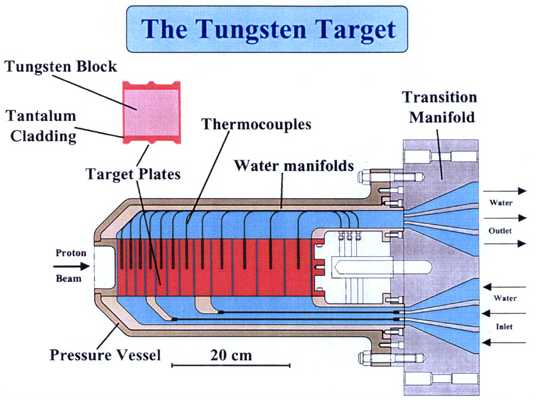 The Tungsten Target
Tungsten Block
Tantalum
Cladding
Target Plates
Thermocouples
Water manifolds
Transition
Manifold
Water
Outlet
Proton
Beam
Water
Inlet
Pressure Vessel
20 cm